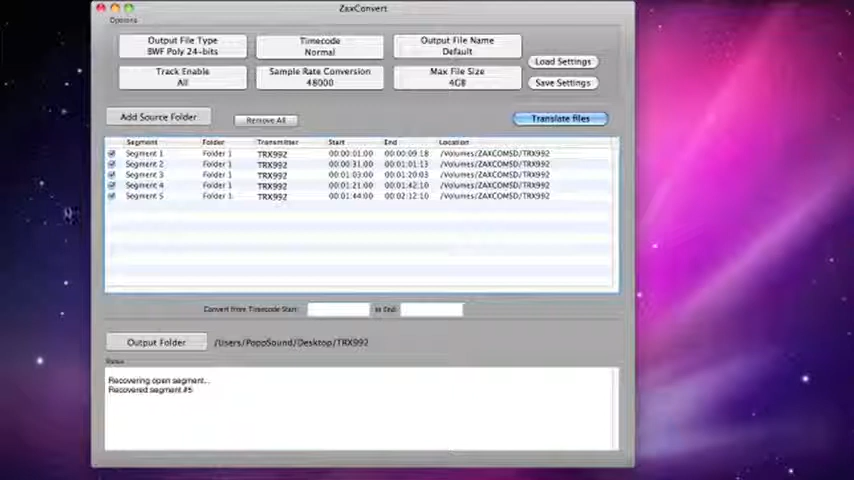 ZaxConvert
Options
Output File Type
BWF Poly 24-bits
Timecode
Normal
Output File Name
Default
Load Settings
Track Enable
All
Sample Rate Conversion
48000
Max File Size
4GB
Save Settings
Add Source Folder
Remove All
Translate files
Segment Folder Transmitter Start End Location
Segment 1 Folder 1 TRX992 00:00:01:00 00:00:09:18 /Volumes/ZAXCOMSD/TRX992
Segment 2 Folder 1 TRX992 00:00:31:00 00:01:01:13 /Volumes/ZAXCOMSD/TRX992
Segment 3 Folder 1 TRX992 00:01:03:00 00:01:20:03 /Volumes/ZAXCOMSD/TRX992
Segment 4 Folder 1 TRX992 00:01:21:00 00:01:42:10 /Volumes/ZAXCOMSD/TRX992
Segment 5 Folder 1 TRX992 00:01:44:00 00:02:12:10 /Volumes/ZAXCOMSD/TRX992
Convert from Timecode Start: to End:
Output Folder /Users/PoppSound/Desktop/TRX992
Status
Recovering open segment...
Recovered segment #5